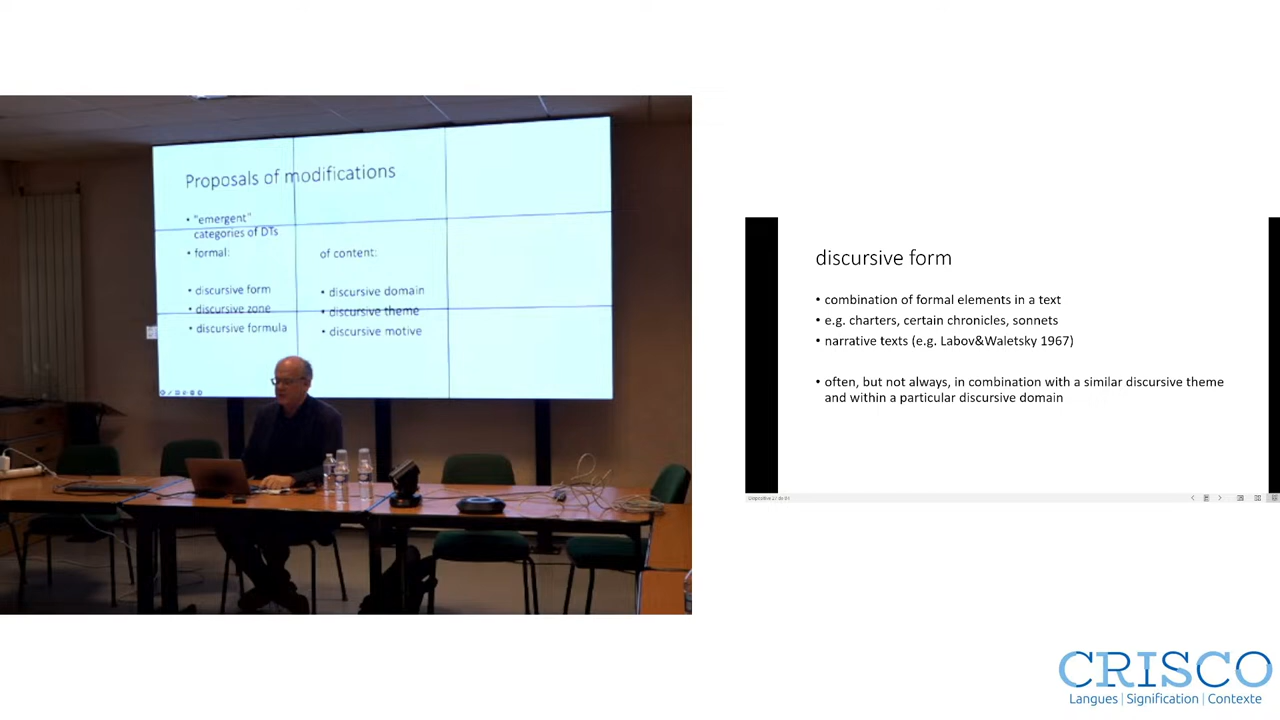 Proposals of modifications
• "emergent"
categories of DTs
• formal:
• discursive form
• discursive zone
• discursive formula
of content:
• discursive domain
• discursive theme
• discursive motive
discursive form
• combination of formal elements in a text
• e.g. charters, certain chronicles, sonnets
• narrative texts (e.g. Labov&Waletsky 1967)
• often, but not always, in combination with a similar discursive theme
and within a particular discursive domain
CRISCO
Langues | Signification | Contexte